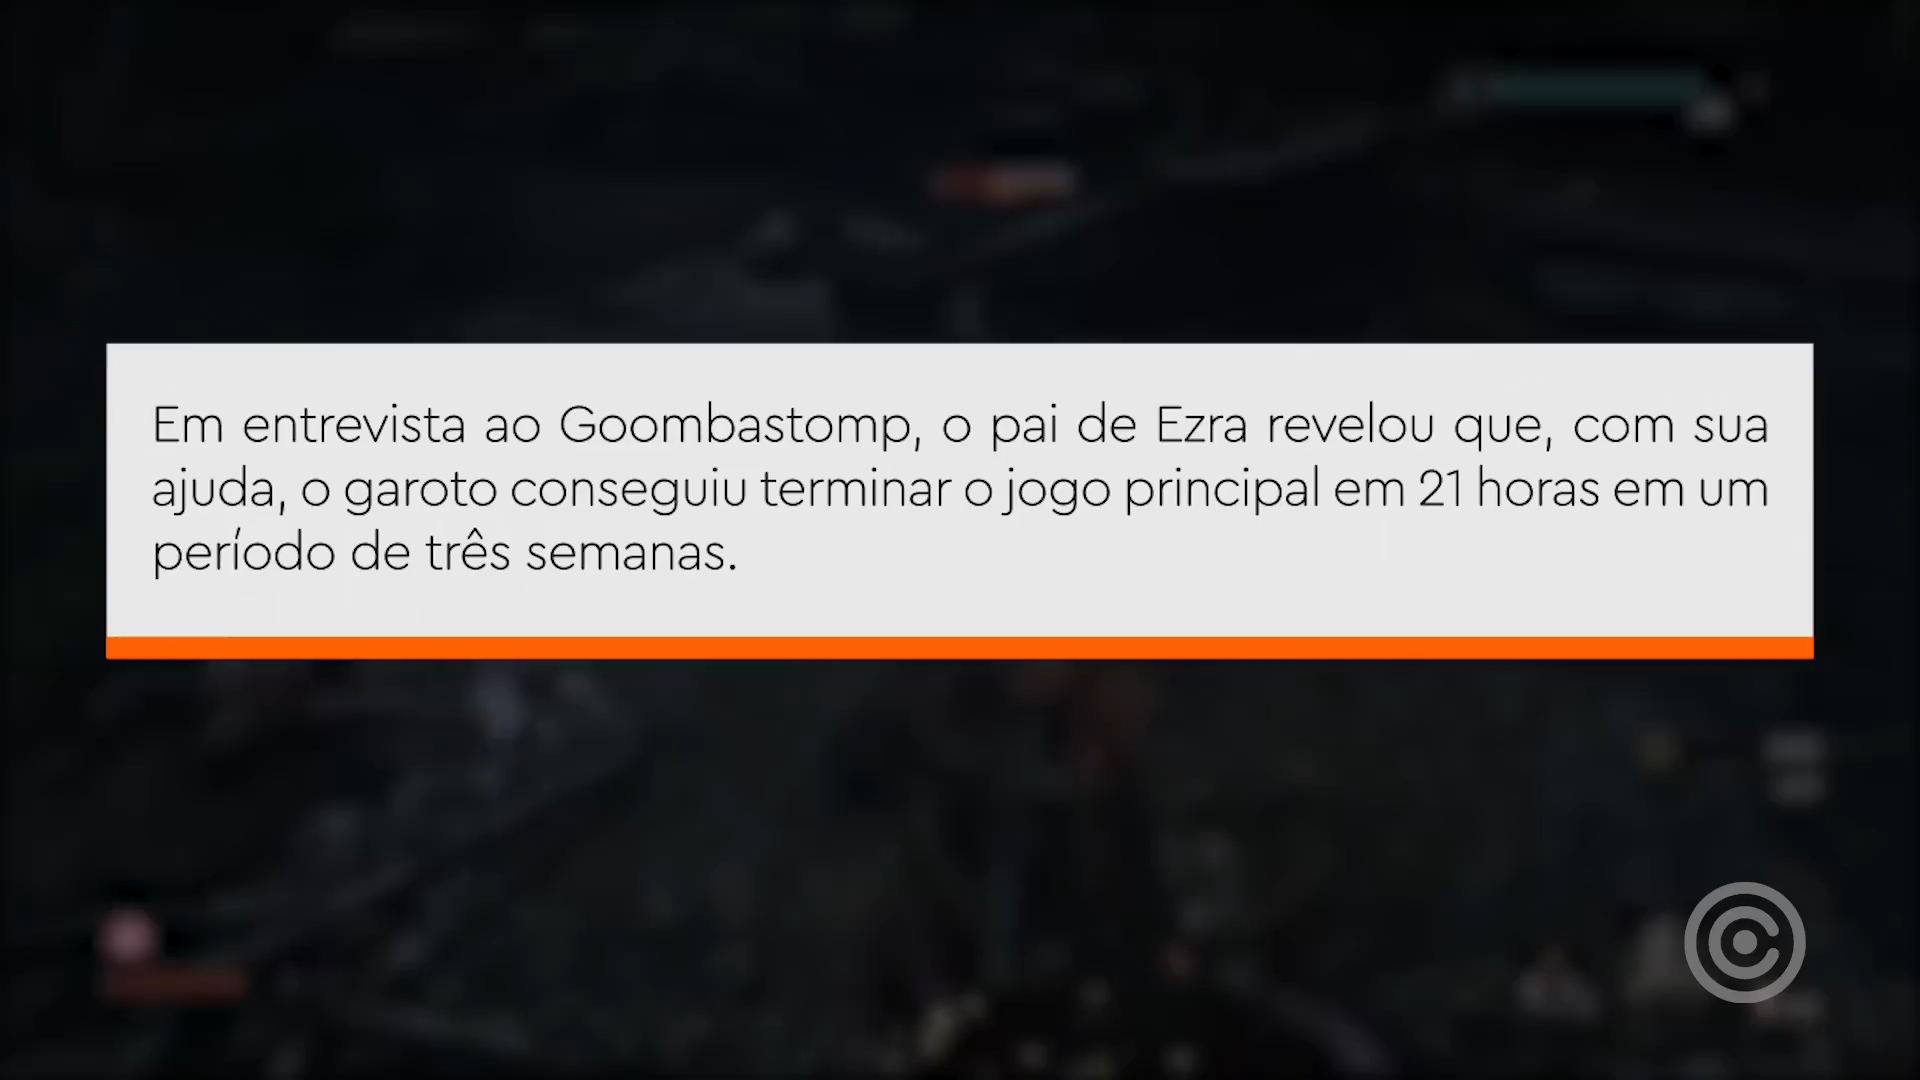 Em entrevista ao Goombastomp, o pai de Ezra revelou que, com sua
ajuda, o garoto conseguiu terminar o jogo principal em 21 horas em um
período de três semanas.